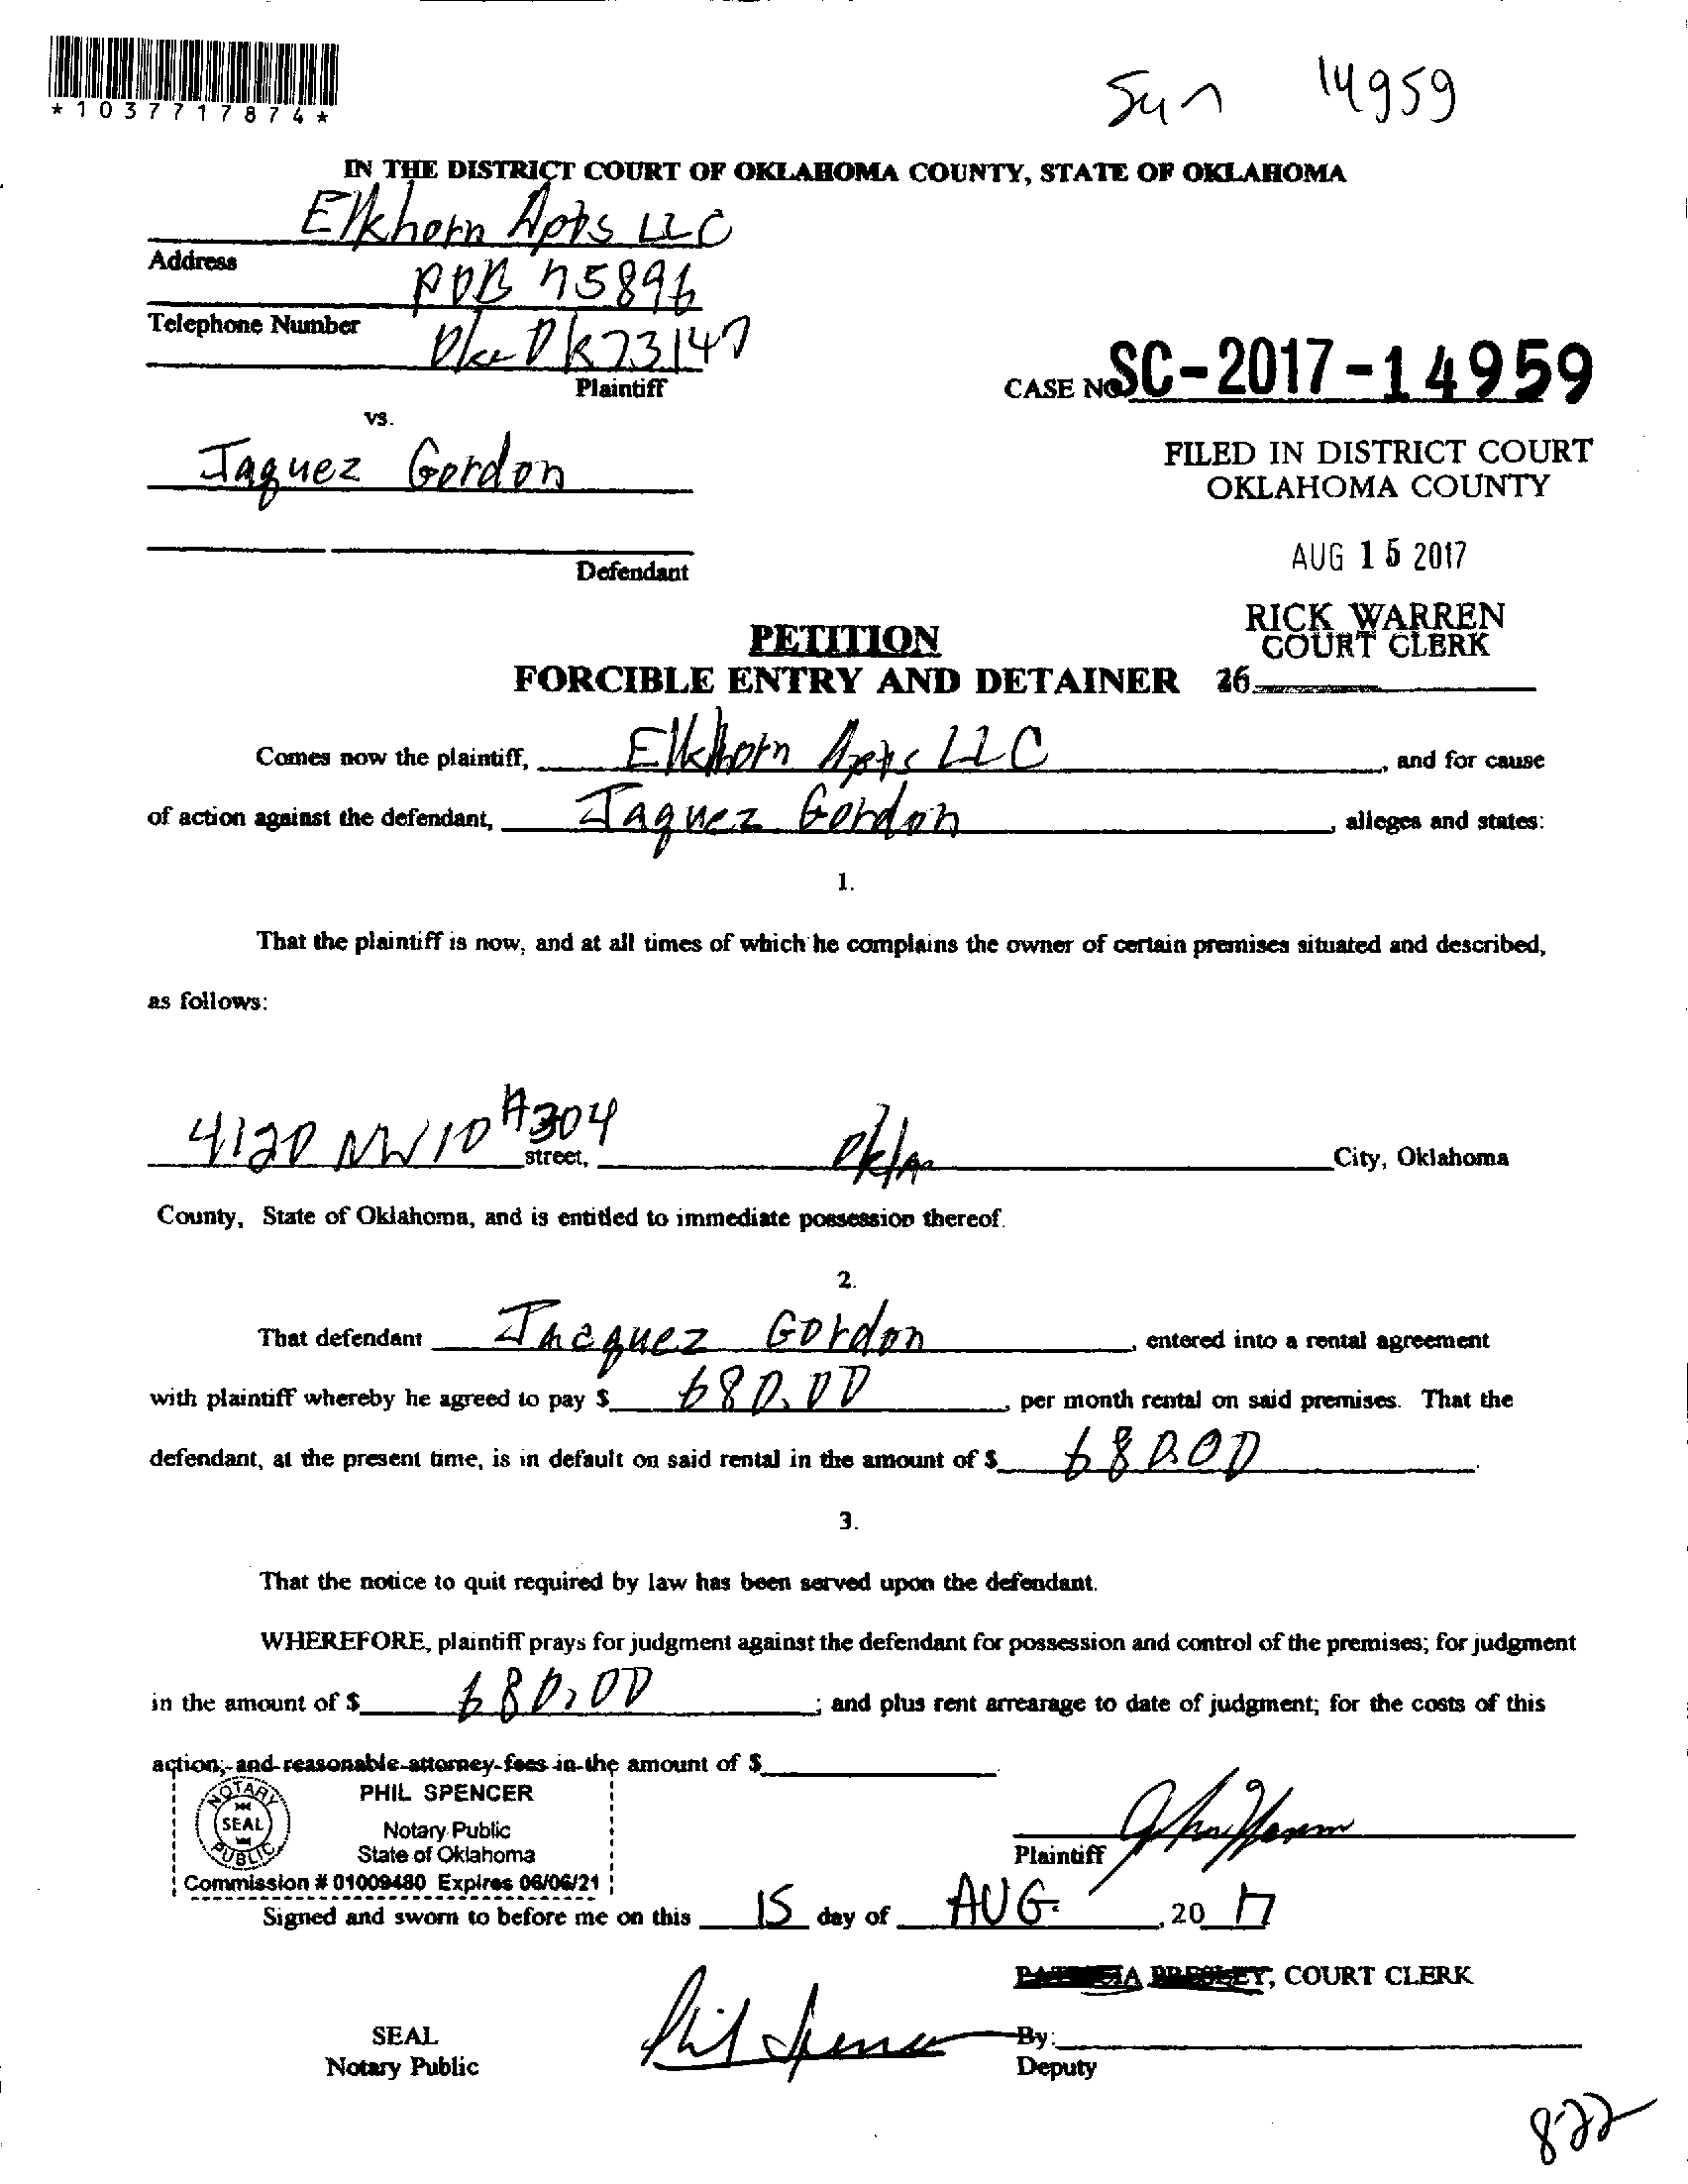 *1037717874*
Sun 14959
IN THE DISTRICT COURT OF OKLAHOMA COUNTY, STATE OF OKLAHOMA
Elkhorn Apts LLC
Address
POB 75896
Telephone Number
Okc Ok 73147
Plaintiff
CASE NO SC-2017-14959
vs.
Jaquez Gordon
FILED IN DISTRICT COURT
OKLAHOMA COUNTY
AUG 15 2017
Defendant
RICK WARREN
COURT CLERK
PETITION
FORCIBLE ENTRY AND DETAINER 26
Comes now the plaintiff, Elkhorn Apts LLC, and for cause
of action against the defendant, Jaquez Gordon, alleges and states:
1.
That the plaintiff is now, and at all times of which he complains the owner of certain premises situated and described,
as follows:
4120 NW 10 #304 street, Okla City, Oklahoma
County, State of Oklahoma, and is entitled to immediate possession thereof.
2.
That defendant Jacquez Gordon, entered into a rental agreement
with plaintiff whereby he agreed to pay $ 680.00, per month rental on said premises. That the
defendant, at the present time, is in default on said rental in the amount of $ 680.00.
3.
That the notice to quit required by law has been served upon the defendant.
WHEREFORE, plaintiff prays for judgment against the defendant for possession and control of the premises; for judgment
in the amount of $ 680.00; and plus rent arrearage to date of judgment; for the costs of this
action; and reasonable attorney fees in the amount of $
NOTARY PUBLIC SEAL
PHIL SPENCER
Notary Public
State of Oklahoma
Commission # 01009480 Expires 06/06/21
Plaintiff
Signed and sworn to before me on this 15 day of AUG., 2017
PATRICIA PRESLEY, COURT CLERK
SEAL
Notary Public
Phil Spencer
By:
Deputy
822